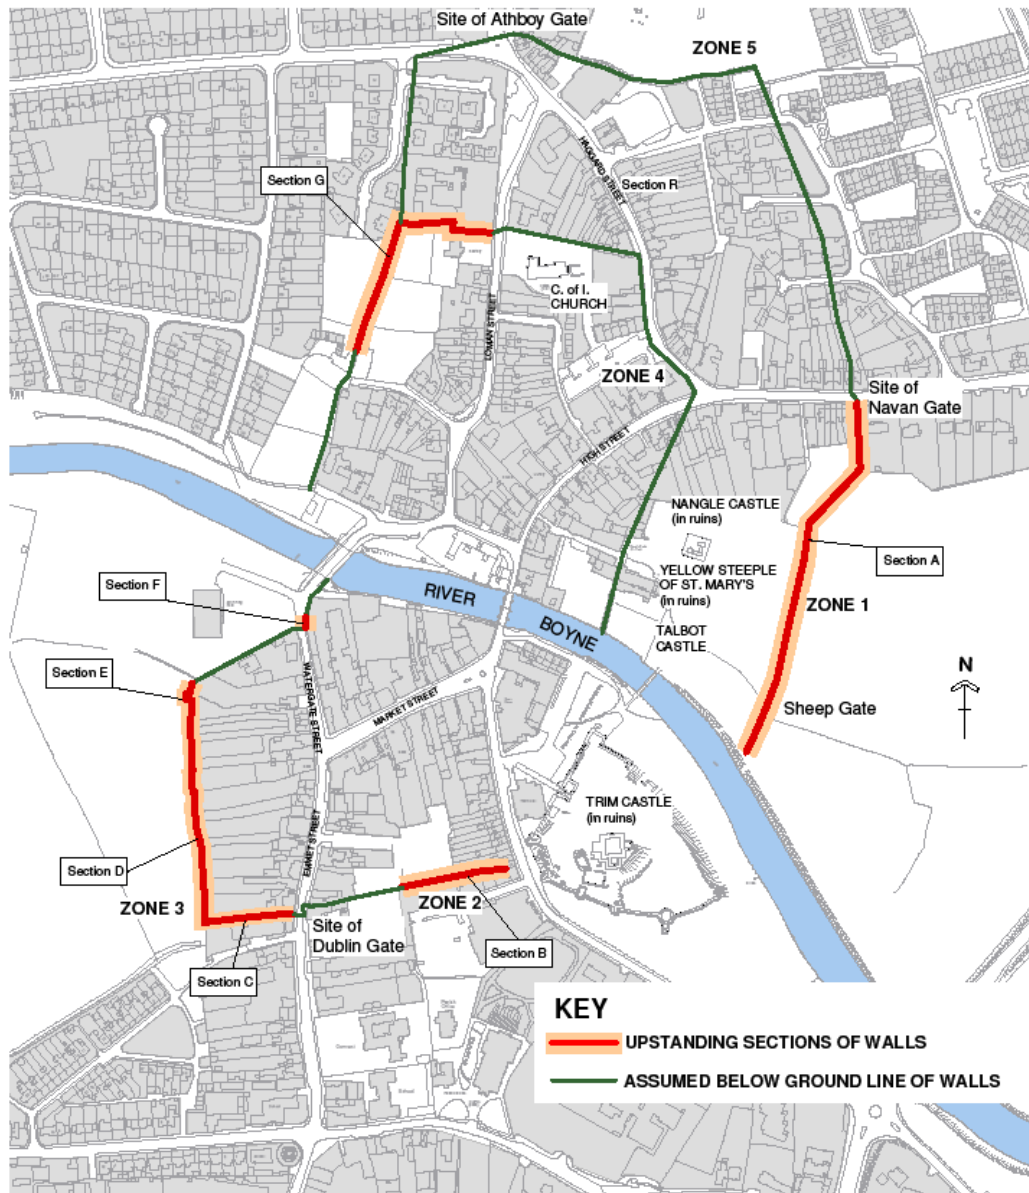 Site of Athboy Gate
ZONE 5
HAGGARD STREET
Section G
Section R
C. of I.
CHURCH
LOMAN STREET
ZONE 4
Site of
Navan Gate
HIGH STREET
NANGLE CASTLE
(in ruins)
Section A
YELLOW STEEPLE
OF ST. MARY'S
(in ruins)
ZONE 1
Section F
RIVER
BOYNE
TALBOT
CASTLE
Section E
WATERGATE STREET
MARKET STREET
N
Sheep Gate
TRIM CASTLE
(in ruins)
EMMET STREET
Section D
ZONE 3
ZONE 2
Site of
Dublin Gate
Section B
Section C
KEY
UPSTANDING SECTIONS OF WALLS
ASSUMED BELOW GROUND LINE OF WALLS